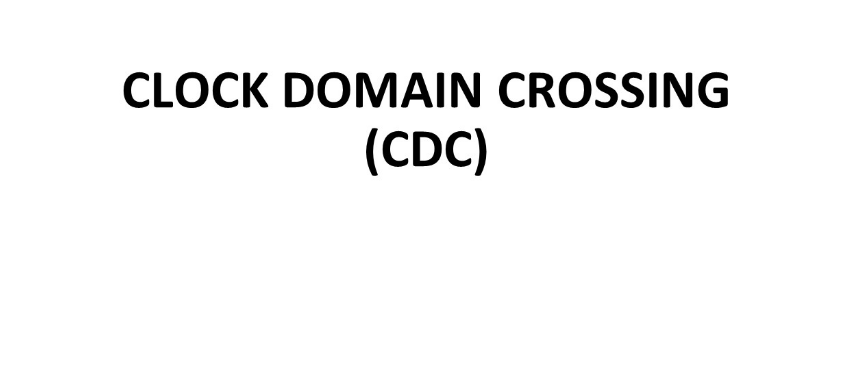 CLOCK DOMAIN CROSSING
(CDC)